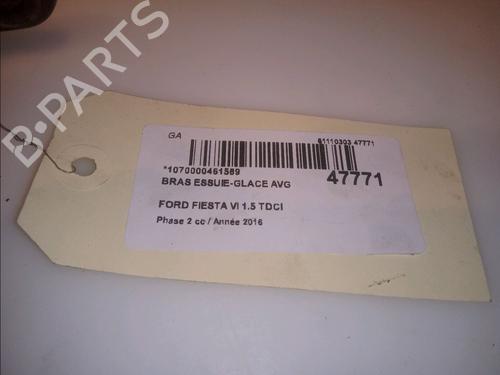 B-PARTS
GA
61110303 47771
*1070000461589
47771
BRAS ESSUIE-GLACE AVG
FORD FIESTA VI 1.5 TDCI
Phase 2 cc / Année 2016